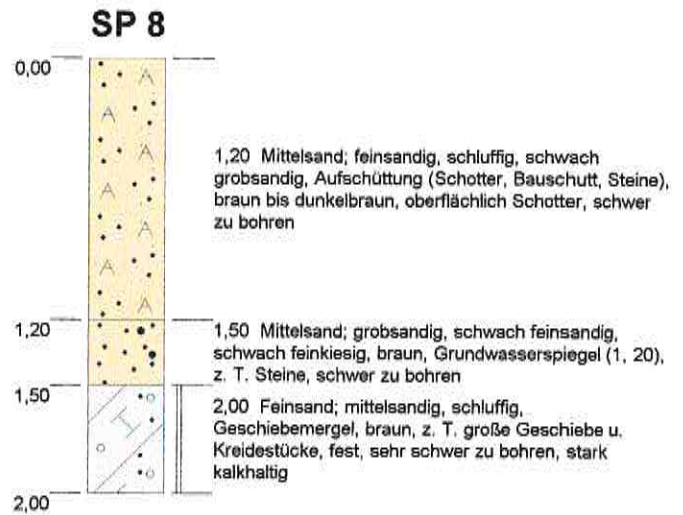 SP 8
0,00
1,20 Mittelsand; feinsandig, schluffig, schwach
grobsandig, Aufschüttung (Schotter, Bauschutt, Steine),
braun bis dunkelbraun, oberflächlich Schotter, schwer
zu bohren
1,20
1,50 Mittelsand; grobsandig, schwach feinsandig,
schwach feinkiesig, braun, Grundwasserspiegel (1, 20),
z. T. Steine, schwer zu bohren
1,50
2,00 Feinsand; mittelsandig, schluffig,
Geschiebemergel, braun, z. T. große Geschiebe u.
Kreidestücke, fest, sehr schwer zu bohren, stark
kalkhaltig
2,00